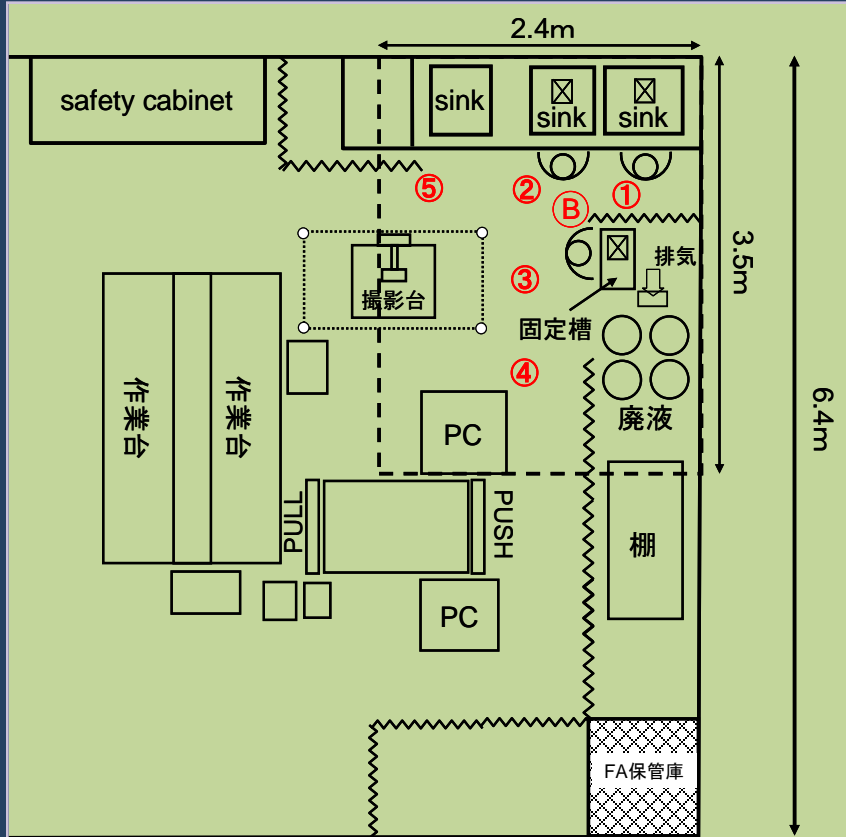 2.4m
safety cabinet
sink
sink
sink
⑤
②
①
B
3.5m
排気
撮影台
③
固定槽
④
廃液
6.4m
作業台
作業台
PC
PULL
PUSH
棚
PC
FA保管庫